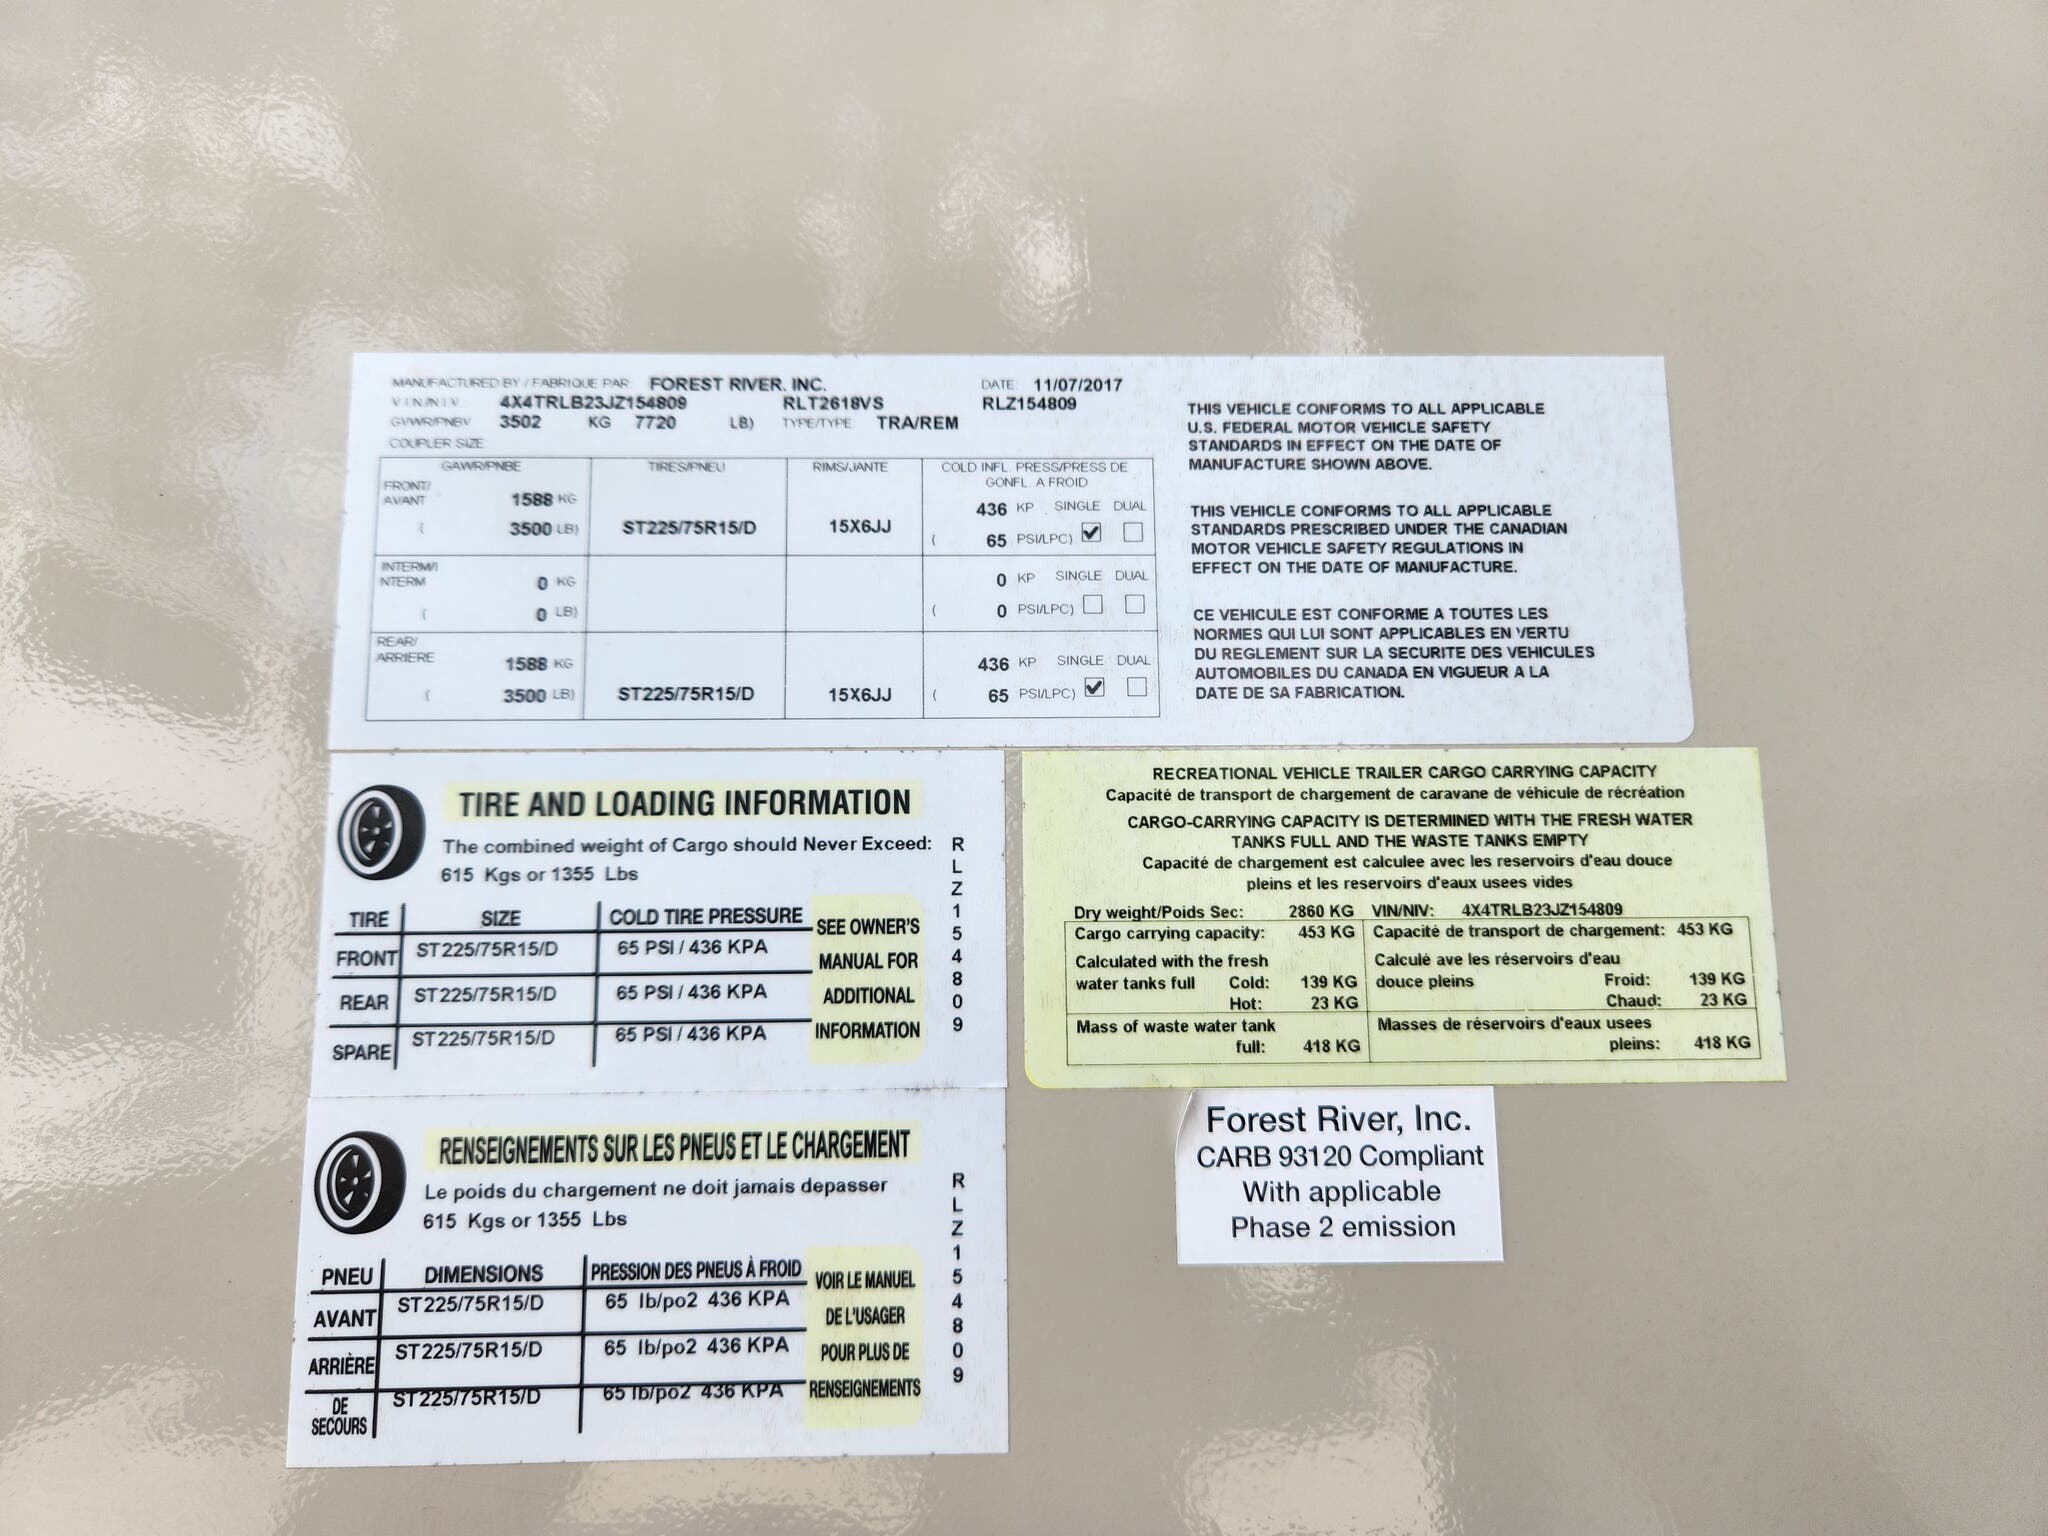 MANUFACTURED BY / FABRIQUE PAR: FOREST RIVER, INC. DATE: 11/07/2017
V.I.N./N.I.V.: 4X4TRLB23JZ154809 RLT2618VS RLZ154809
GVWR/PNBV 3502 KG 7720 LB) TYPE/TYPE TRA/REM
COUPLER SIZE
GAWR/PNBE TIRES/PNEU RIMS/JANTE COLD INFL. PRESS/PRESS DE
GONFL. A FROID
FRONT/
AVANT 1588 KG 436 KP SINGLE DUAL
( 3500 LB) ST225/75R15/D 15X6JJ ( 65 PSI/LPC)
INTERM/I
NTERM 0 KG 0 KP SINGLE DUAL
( 0 LB) ( 0 PSI/LPC)
REAR/
ARRIERE 1588 KG 436 KP SINGLE DUAL
( 3500 LB) ST225/75R15/D 15X6JJ ( 65 PSI/LPC)
THIS VEHICLE CONFORMS TO ALL APPLICABLE
U.S. FEDERAL MOTOR VEHICLE SAFETY
STANDARDS IN EFFECT ON THE DATE OF
MANUFACTURE SHOWN ABOVE.
THIS VEHICLE CONFORMS TO ALL APPLICABLE
STANDARDS PRESCRIBED UNDER THE CANADIAN
MOTOR VEHICLE SAFETY REGULATIONS IN
EFFECT ON THE DATE OF MANUFACTURE.
CE VEHICULE EST CONFORME A TOUTES LES
NORMES QUI LUI SONT APPLICABLES EN VERTU
DU REGLEMENT SUR LA SECURITE DES VEHICULES
AUTOMOBILES DU CANADA EN VIGUEUR A LA
DATE DE SA FABRICATION.
TIRE AND LOADING INFORMATION
The combined weight of Cargo should Never Exceed:
615 Kgs or 1355 Lbs
TIRE SIZE COLD TIRE PRESSURE
FRONT ST225/75R15/D 65 PSI / 436 KPA
REAR ST225/75R15/D 65 PSI / 436 KPA
SPARE ST225/75R15/D 65 PSI / 436 KPA
SEE OWNER'S
MANUAL FOR
ADDITIONAL
INFORMATION
RLZ154809
RECREATIONAL VEHICLE TRAILER CARGO CARRYING CAPACITY
Capacité de transport de chargement de caravane de véhicule de récréation
CARGO-CARRYING CAPACITY IS DETERMINED WITH THE FRESH WATER
TANKS FULL AND THE WASTE TANKS EMPTY
Capacité de chargement est calculee avec les reservoirs d'eau douce
pleins et les reservoirs d'eaux usees vides
Dry weight/Poids Sec: 2860 KG VIN/NIV: 4X4TRLB23JZ154809
Cargo carrying capacity: 453 KG Capacité de transport de chargement: 453 KG
Calculated with the fresh Calculé ave les réservoirs d'eau
water tanks full Cold: 139 KG douce pleins Froid: 139 KG
Hot: 23 KG Chaud: 23 KG
Mass of waste water tank Masses de réservoirs d'eaux usees
full: 418 KG pleins: 418 KG
RENSEIGNEMENTS SUR LES PNEUS ET LE CHARGEMENT
Le poids du chargement ne doit jamais depasser
615 Kgs or 1355 Lbs
PNEU DIMENSIONS PRESSION DES PNEUS À FROID
AVANT ST225/75R15/D 65 lb/po2 436 KPA
ARRIÈRE ST225/75R15/D 65 lb/po2 436 KPA
DE
SECOURS ST225/75R15/D 65 lb/po2 436 KPA
VOIR LE MANUEL
DE L'USAGER
POUR PLUS DE
RENSEIGNEMENTS
RLZ154809
Forest River, Inc.
CARB 93120 Compliant
With applicable
Phase 2 emission